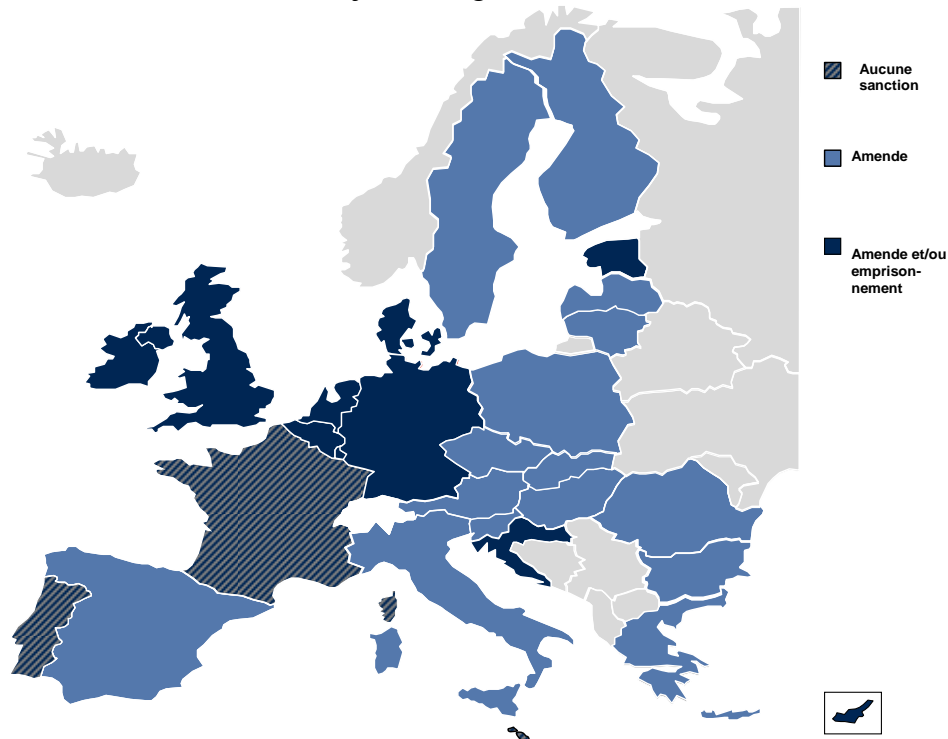 Aucune
sanction
Amende
Amende et/ou
emprison-
nement